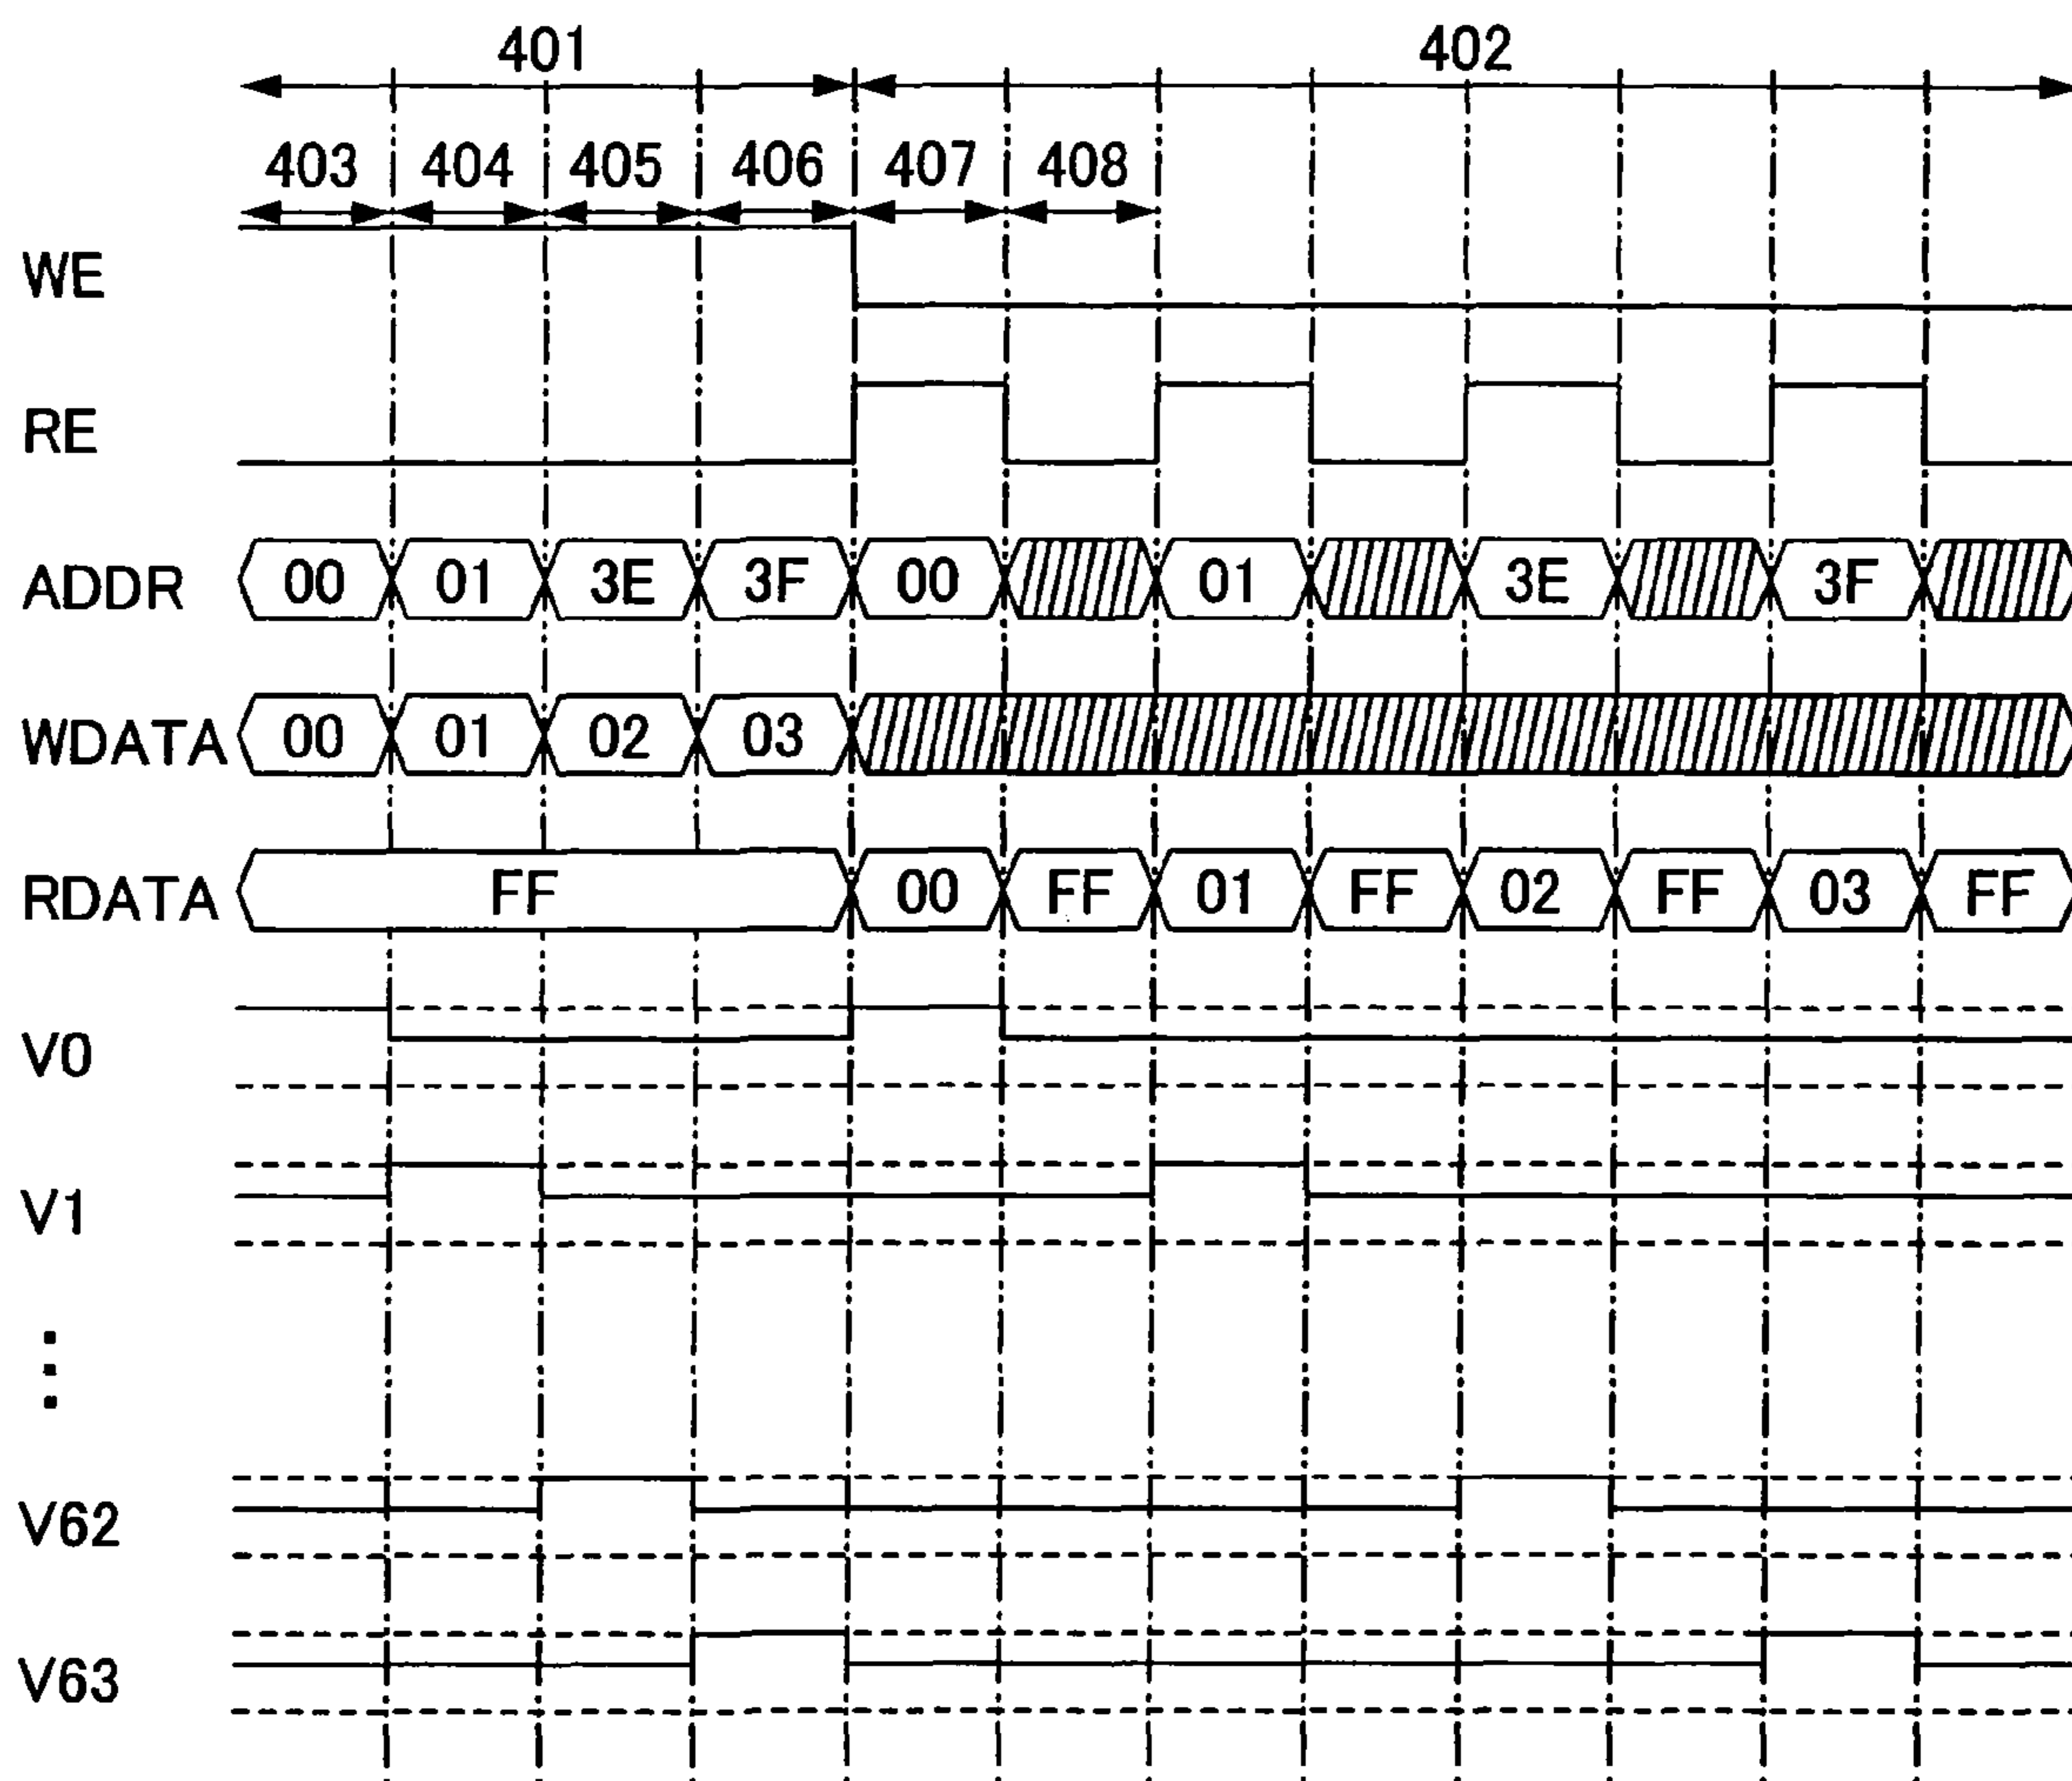 401 402
403 404 405 406 407 408
WE
RE
ADDR 00 01 3E 3F 00 01 3E 3F
WDATA 00 01 02 03
RDATA FF 00 FF 01 FF 02 FF 03 FF
V0
V1
⋮
V62
V63